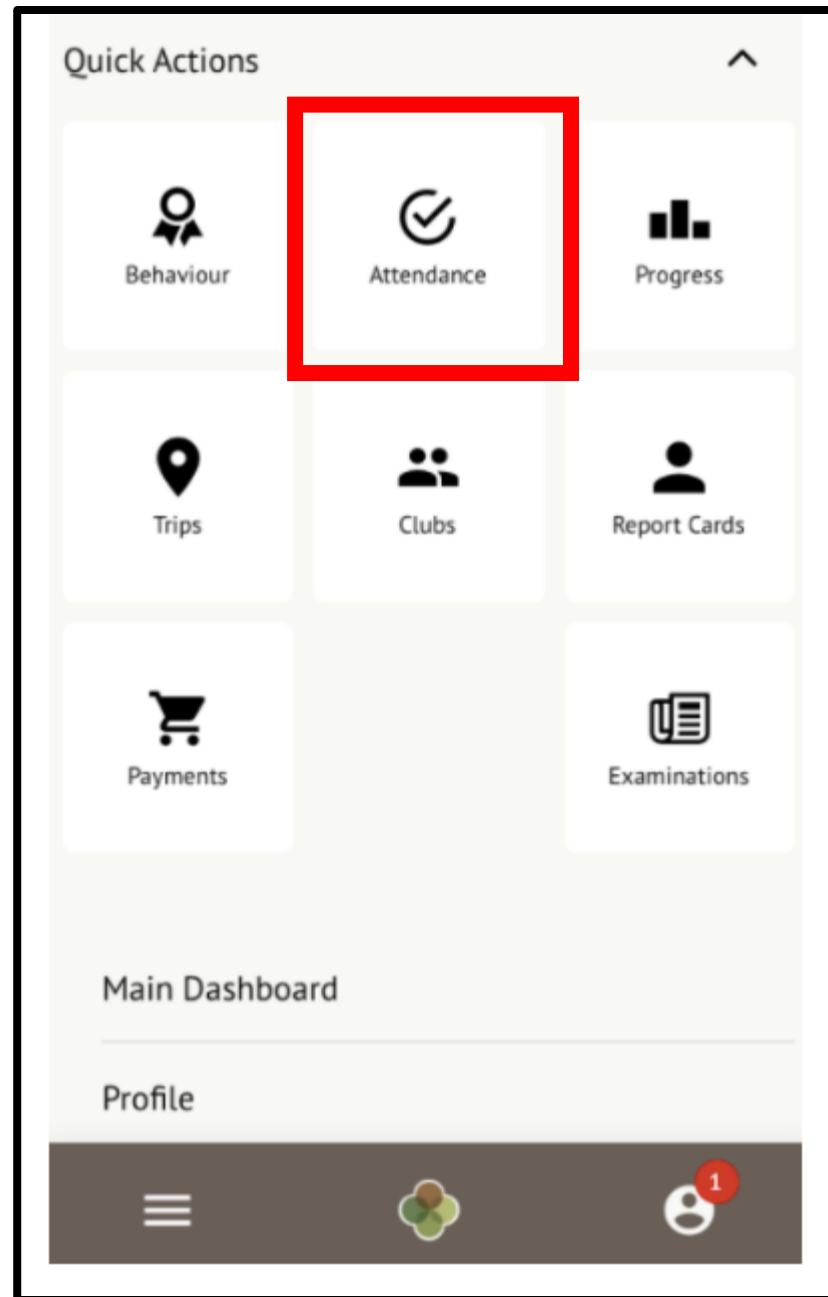 Quick Actions
Behaviour
Attendance
Progress
Trips
Clubs
Report Cards
Payments
Examinations
Main Dashboard
Profile
1